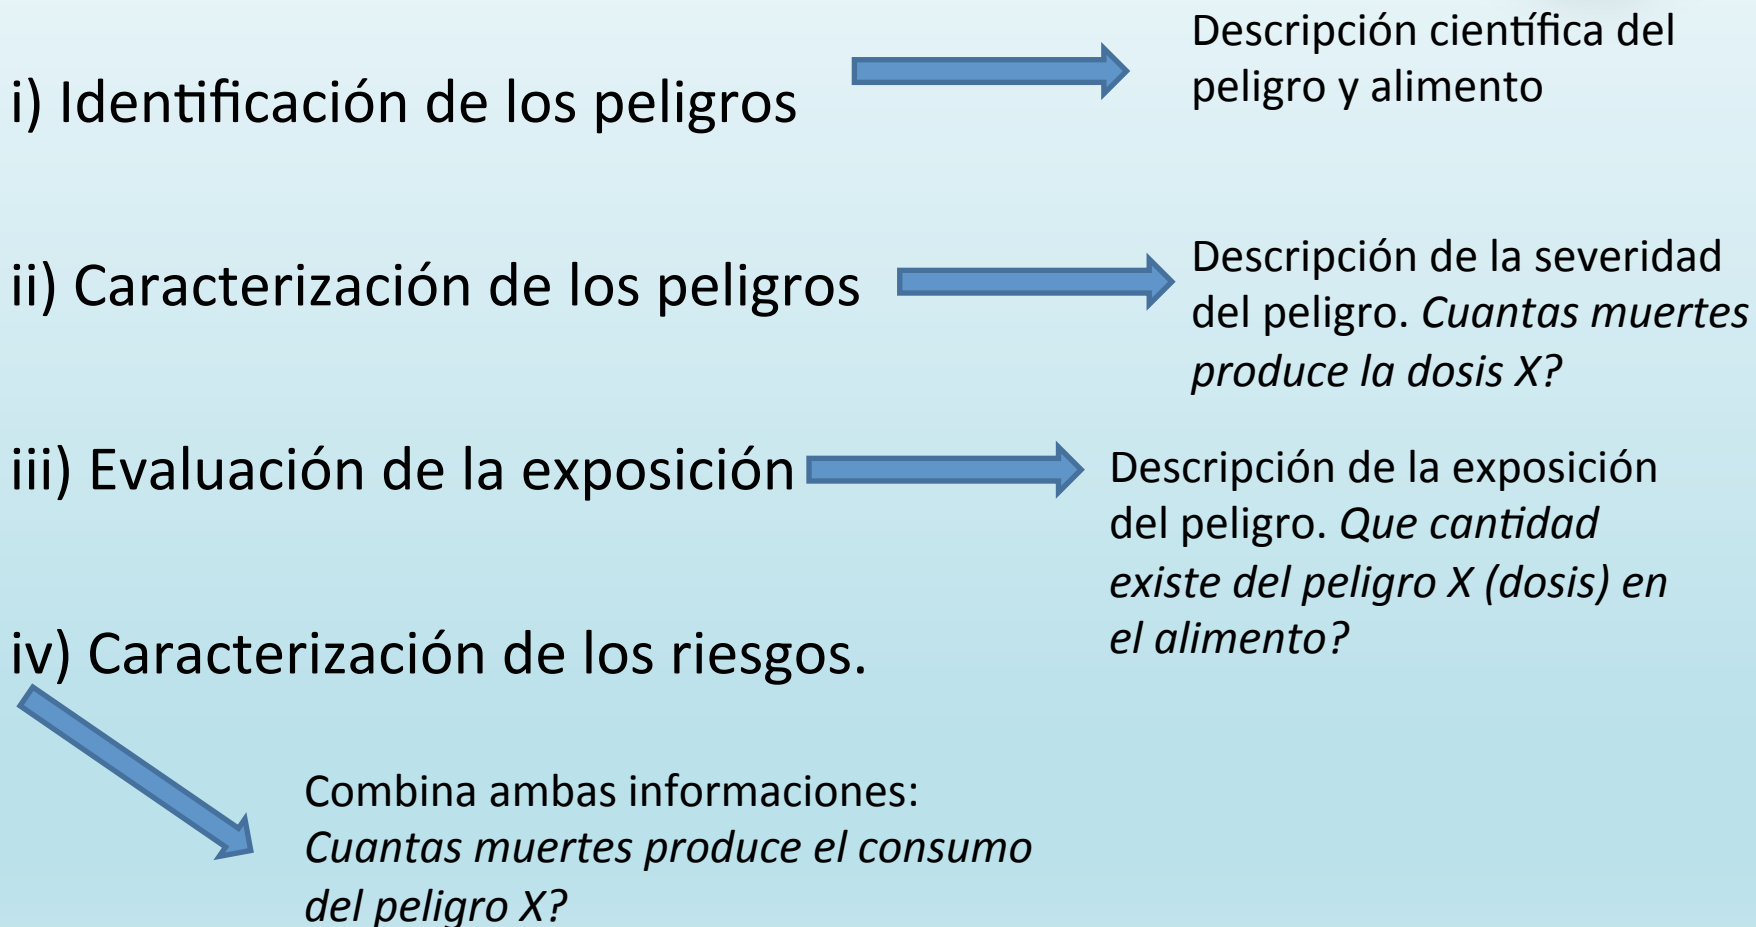 i) Identificación de los peligros
Descripción científica del
peligro y alimento
ii) Caracterización de los peligros
Descripción de la severidad
del peligro. Cuantas muertes
produce la dosis X?
iii) Evaluación de la exposición
Descripción de la exposición
del peligro. Que cantidad
existe del peligro X (dosis) en
el alimento?
iv) Caracterización de los riesgos.
Combina ambas informaciones:
Cuantas muertes produce el consumo
del peligro X?